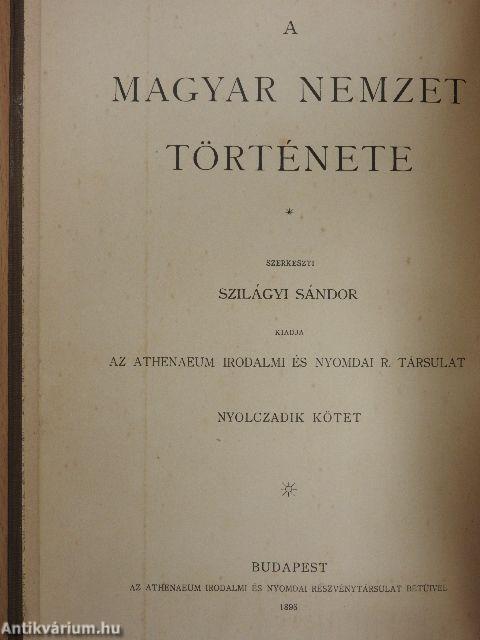 A
MAGYAR NEMZET
TÖRTÉNETE
SZERKESZTI
SZILÁGYI SÁNDOR
KIADJA
AZ ATHENAEUM IRODALMI ÉS NYOMDAI R. TÁRSULAT
NYOLCZADIK KÖTET
BUDAPEST
AZ ATHENAEUM IRODALMI ÉS NYOMDAI RÉSZVÉNYTÁRSULAT BETŰIVEL
1896
Antikvárium.hu